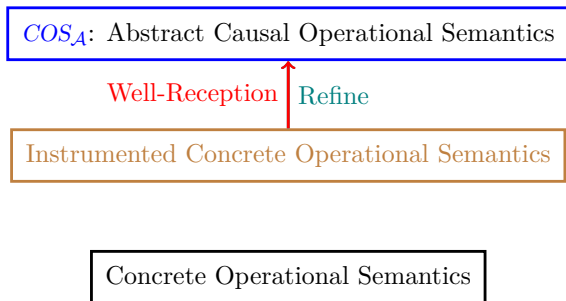 COS_𝒜: Abstract Causal Operational Semantics
Well-Reception Refine
Instrumented Concrete Operational Semantics
Concrete Operational Semantics